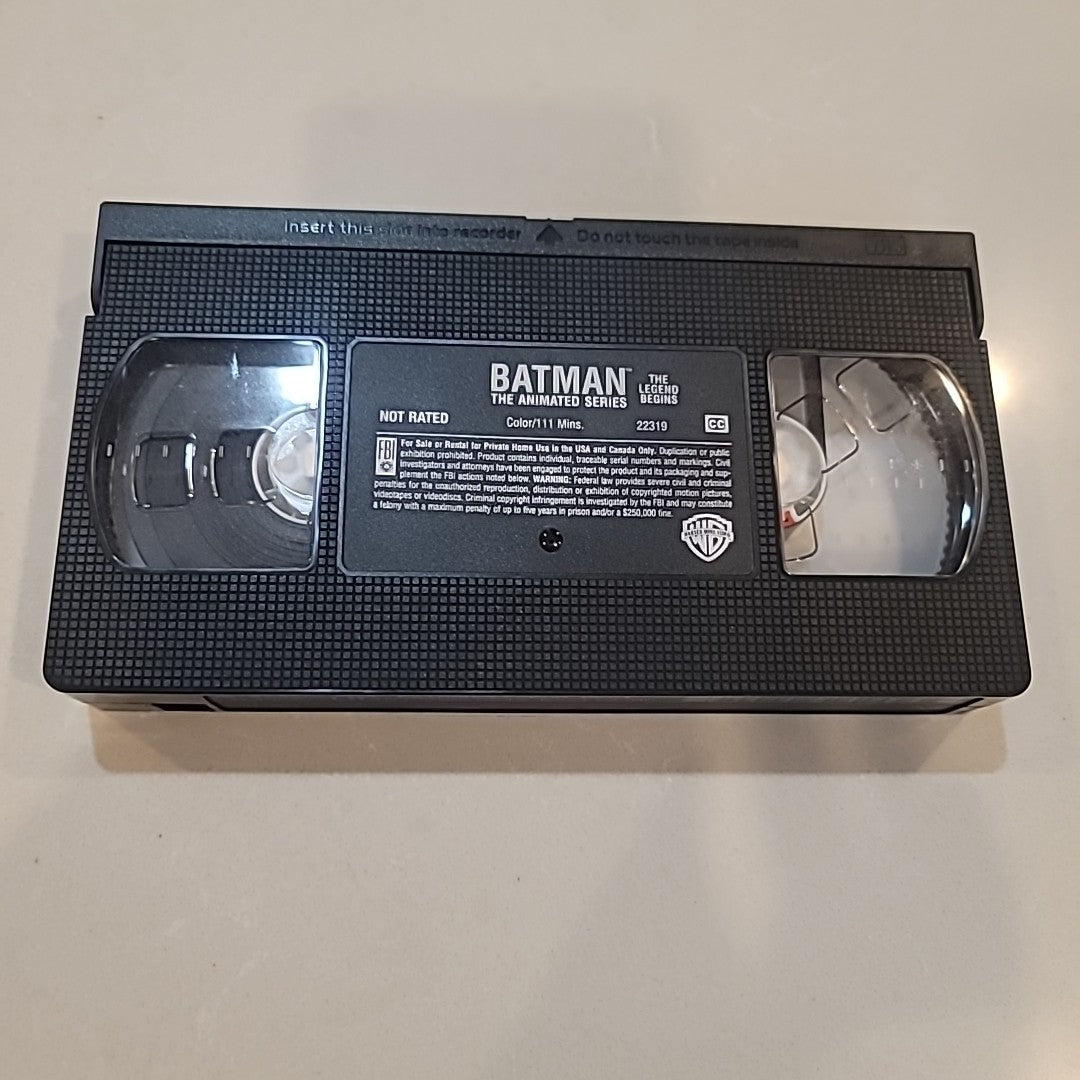 Insert this side into recorder Do not touch the tape inside
BATMAN™ THE
THE ANIMATED SERIES LEGEND
BEGINS
NOT RATED Color/111 Mins. 22319 CC
FBI For Sale or Rental for Private Home Use in the USA and Canada Only. Duplication or public
exhibition prohibited. Product contains individual, traceable serial numbers and markings. Civil
investigators and attorneys have been engaged to protect the product and its packaging and sup-
plement the FBI actions noted below. WARNING: Federal law provides severe civil and criminal
penalties for the unauthorized reproduction, distribution or exhibition of copyrighted motion pictures,
videotapes or videodiscs. Criminal copyright infringement is investigated by the FBI and may constitute
a felony with a maximum penalty of up to five years in prison and/or a $250,000 fine.
WARNER HOME VIDEO